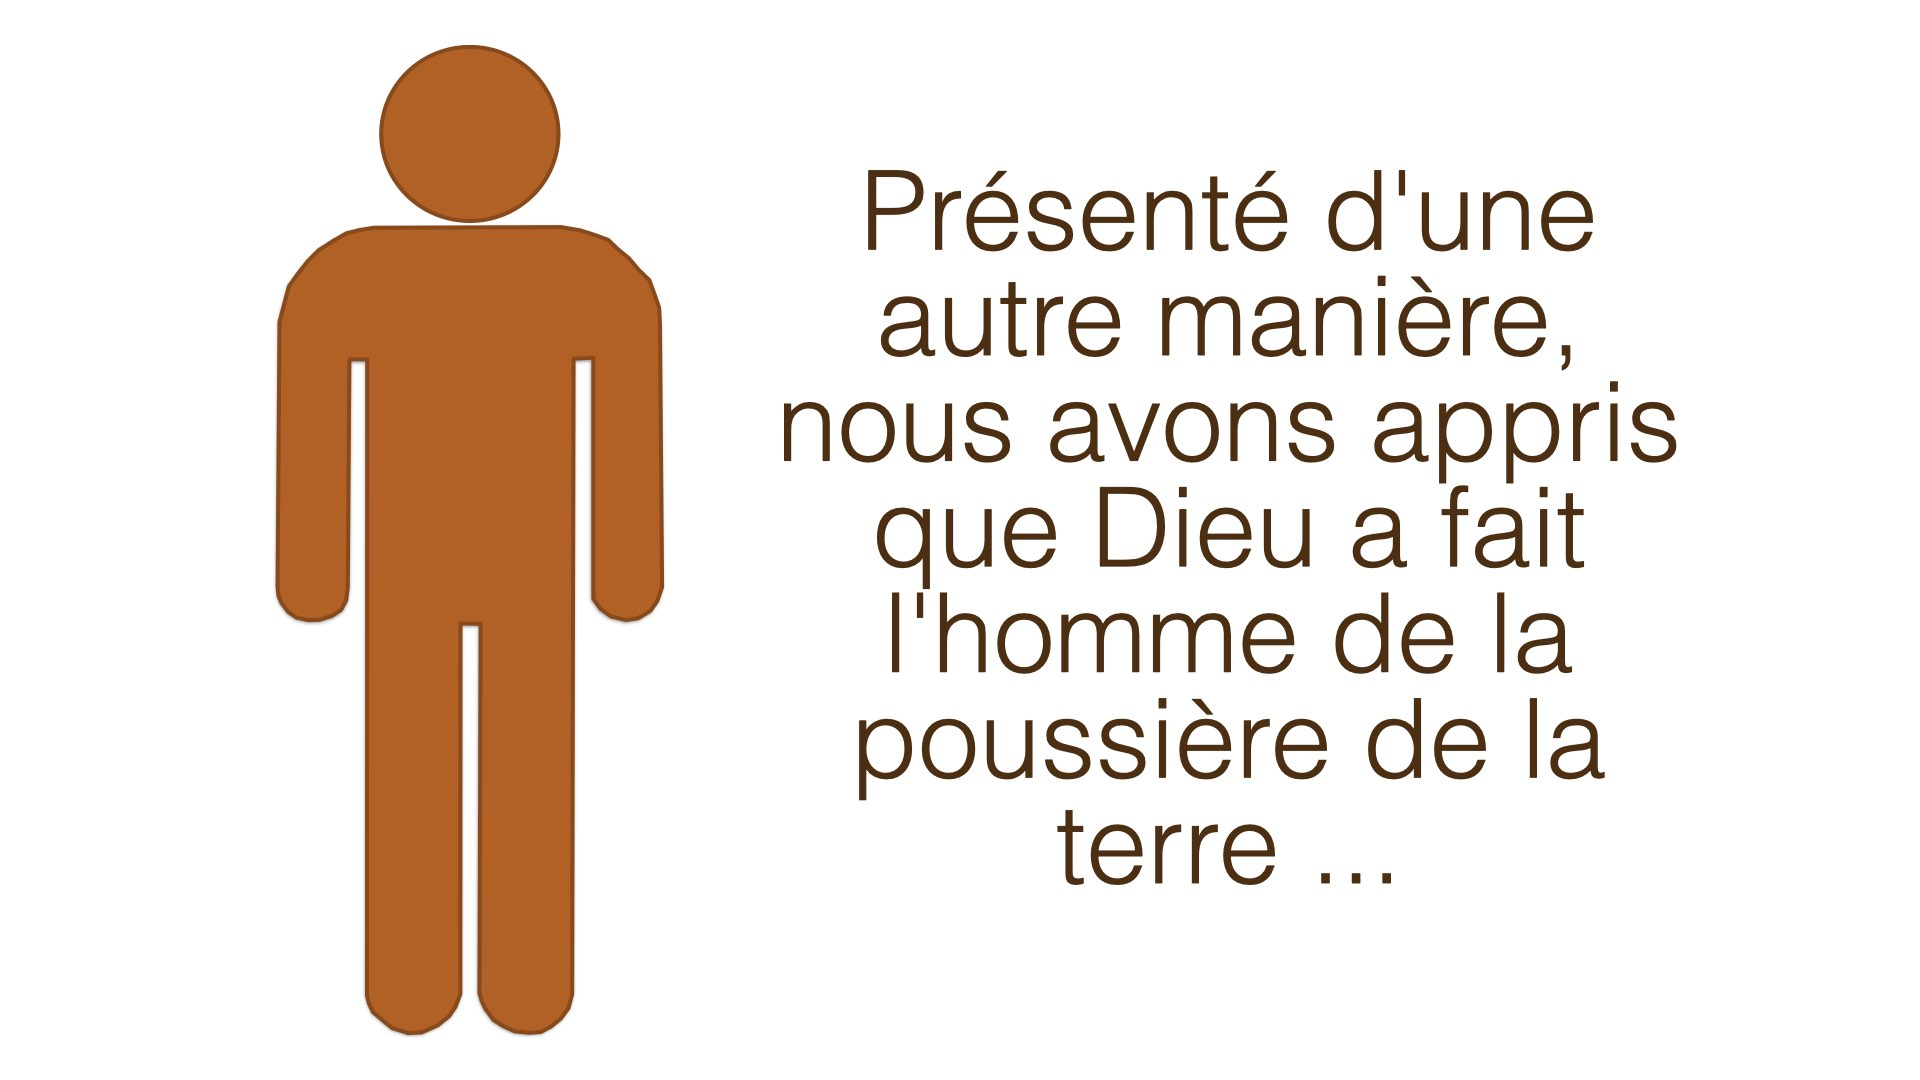 Présenté d'une
autre manière,
nous avons appris
que Dieu a fait
l'homme de la
poussière de la
terre ...